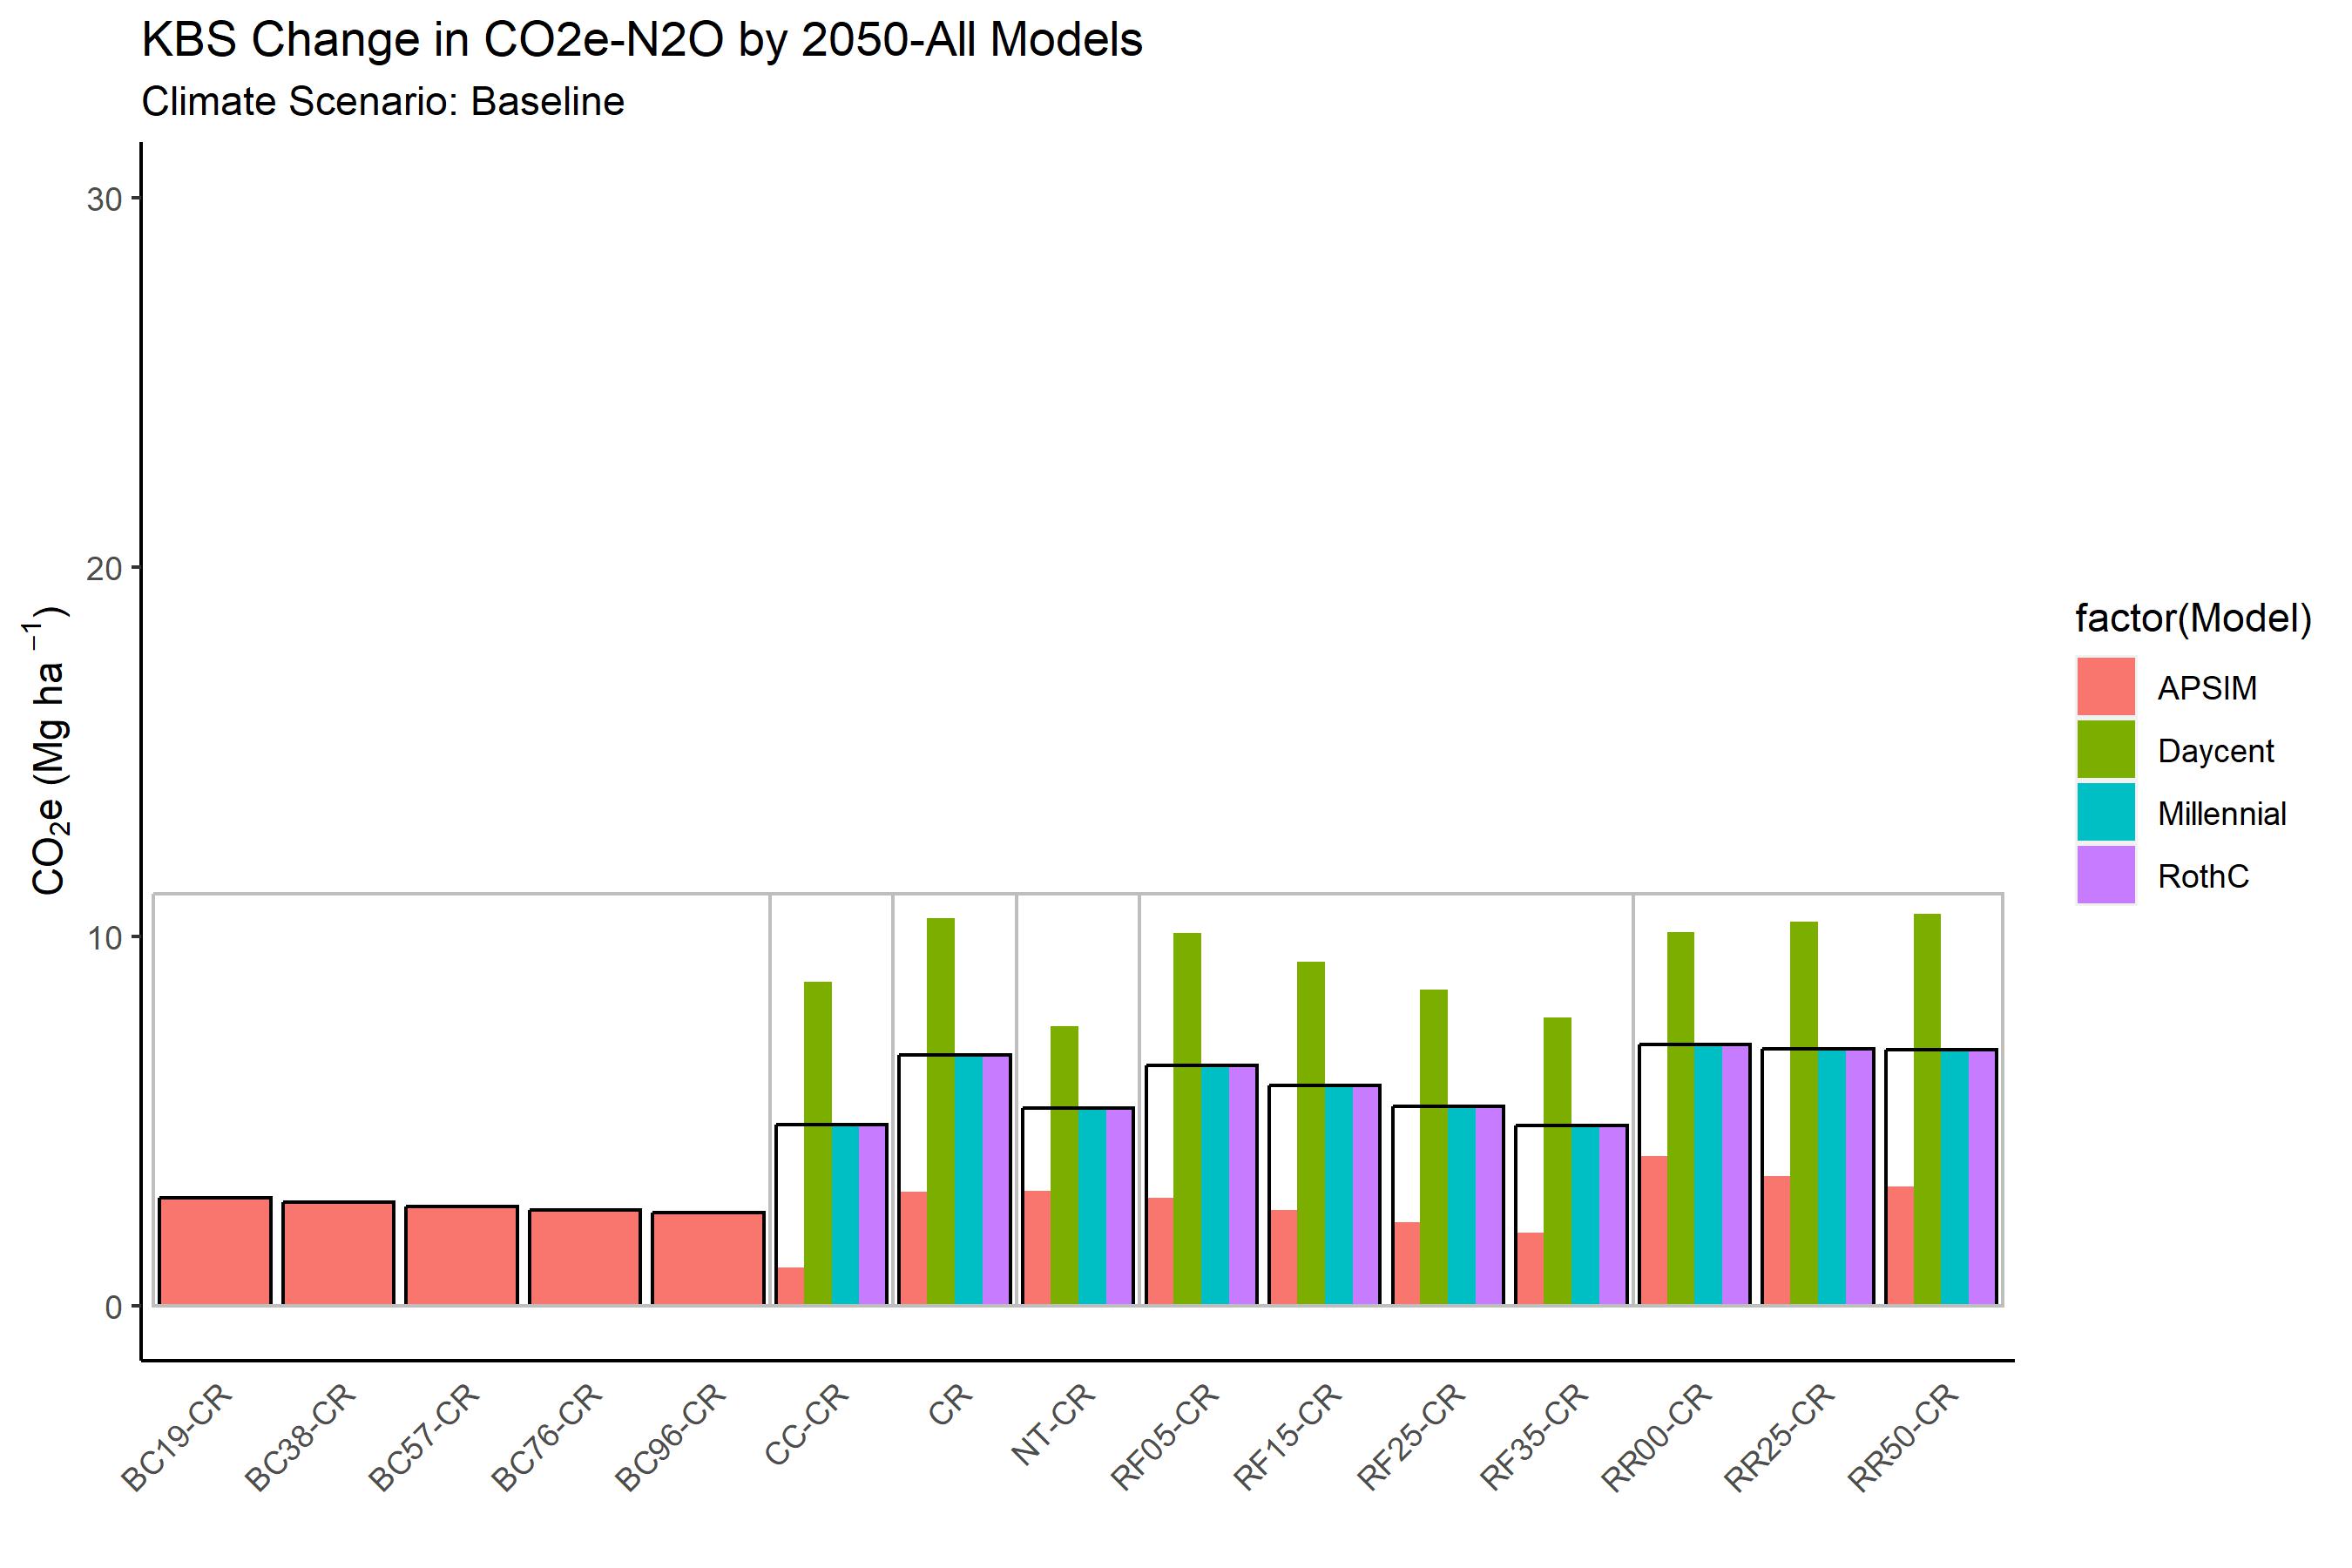 KBS Change in CO2e-N2O by 2050-All Models
Climate Scenario: Baseline
CO₂e (Mg ha ⁻¹)
30
20
10
0
BC19-CR
BC38-CR
BC57-CR
BC76-CR
BC96-CR
CC-CR
CR
NT-CR
RF05-CR
RF15-CR
RF25-CR
RF35-CR
RR00-CR
RR25-CR
RR50-CR
factor(Model)
APSIM
Daycent
Millennial
RothC